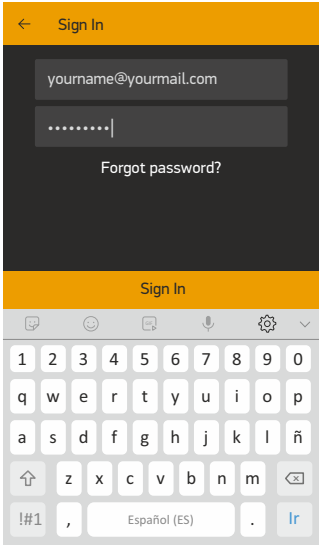 ← Sign In
yourname@yourmail.com
•••••••••
Forgot password?
Sign In
GIF
1 2 3 4 5 6 7 8 9 0
q w e r t y u i o p
a s d f g h j k l ñ
z x c v b n m
!#1 , Español (ES) . Ir